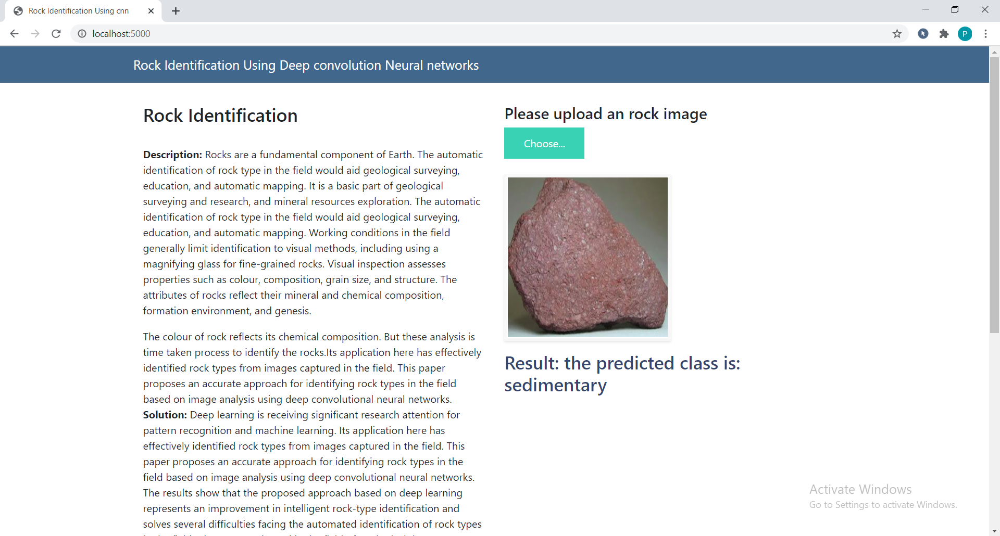 Rock Identification Using cnn
localhost:5000
P
Rock Identification Using Deep convolution Neural networks
Rock Identification
Description: Rocks are a fundamental component of Earth. The automatic
identification of rock type in the field would aid geological surveying,
education, and automatic mapping. It is a basic part of geological
surveying and research, and mineral resources exploration. The automatic
identification of rock type in the field would aid geological surveying,
education, and automatic mapping. Working conditions in the field
generally limit identification to visual methods, including using a
magnifying glass for fine-grained rocks. Visual inspection assesses
properties such as colour, composition, grain size, and structure. The
attributes of rocks reflect their mineral and chemical composition,
formation environment, and genesis.
The colour of rock reflects its chemical composition. But these analysis is
time taken process to identify the rocks.Its application here has effectively
identified rock types from images captured in the field. This paper
proposes an accurate approach for identifying rock types in the field
based on image analysis using deep convolutional neural networks.
Solution: Deep learning is receiving significant research attention for
pattern recognition and machine learning. Its application here has
effectively identified rock types from images captured in the field. This
paper proposes an accurate approach for identifying rock types in the
field based on image analysis using deep convolutional neural networks.
The results show that the proposed approach based on deep learning
represents an improvement in intelligent rock-type identification and
solves several difficulties facing the automated identification of rock types
Please upload an rock image
Choose...
Result: the predicted class is:
sedimentary
Activate Windows
Go to Settings to activate Windows.